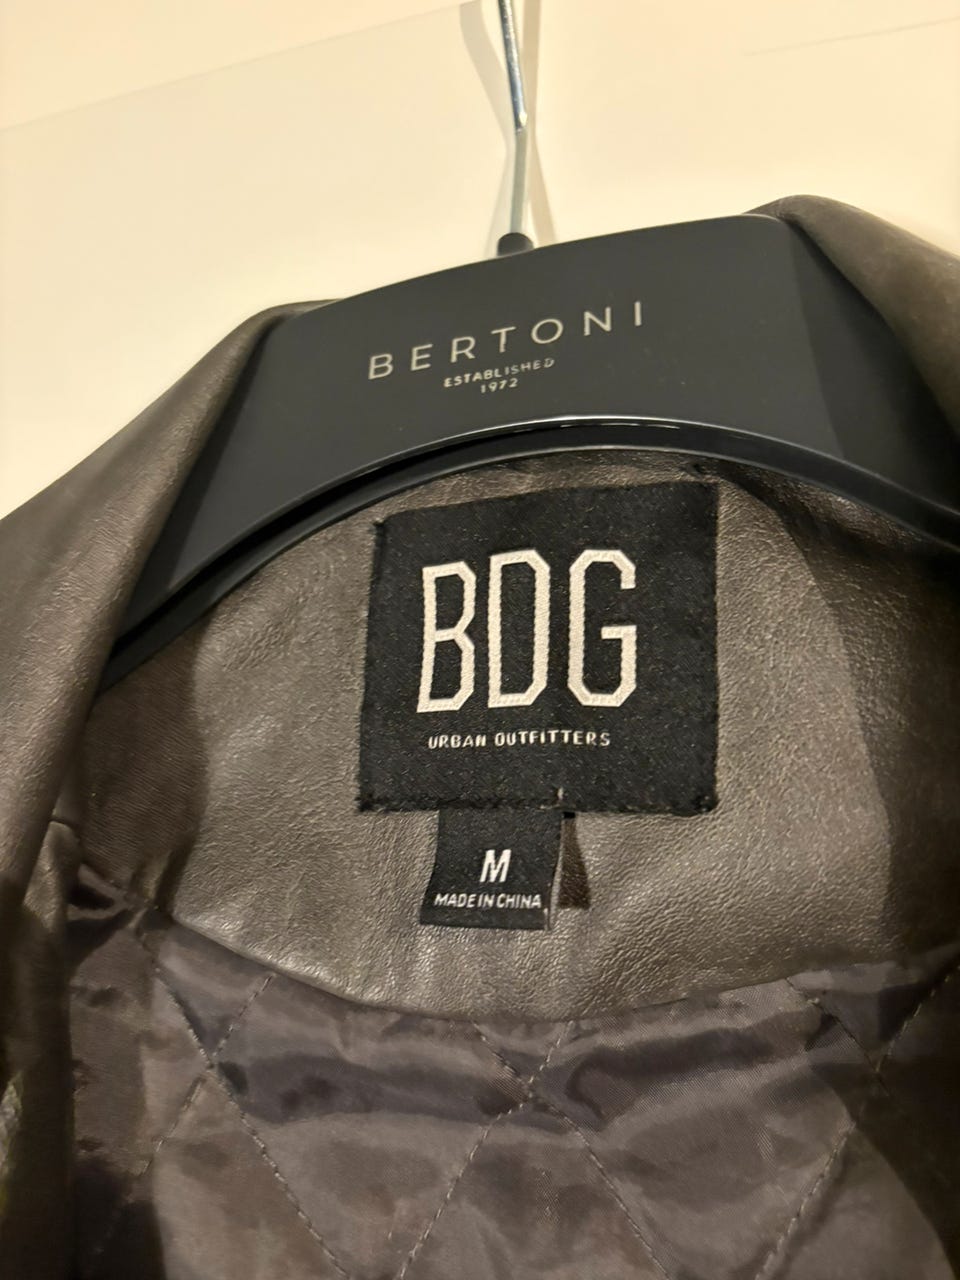 BERTONI
ESTABLISHED
1972
BDG
URBAN OUTFITTERS
M
MADE IN CHINA